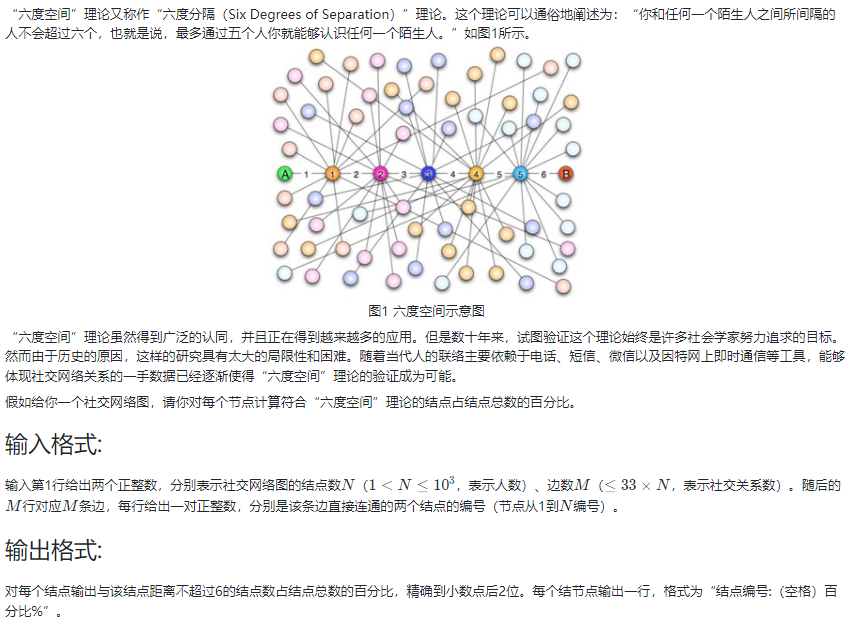 “六度空间”理论又称作“六度分隔（Six Degrees of Separation）”理论。这个理论可以通俗地阐述为：“你和任何一个陌生人之间所间隔的
人不会超过六个，也就是说，最多通过五个人你就能够认识任何一个陌生人。”如图1所示。
A 1 1 2 2 3 3 4 4 5 5 6 B
图1 六度空间示意图
“六度空间”理论虽然得到广泛的认同，并且正在得到越来越多的应用。但是数十年来，试图验证这个理论始终是许多社会学家努力追求的目标。
然而由于历史的原因，这样的研究具有太大的局限性和困难。随着当代人的联络主要依赖于电话、短信、微信以及因特网上即时通信等工具，能够
体现社交网络关系的一手数据已经逐渐使得“六度空间”理论的验证成为可能。
假如给你一个社交网络图，请你对每个节点计算符合“六度空间”理论的结点占结点总数的百分比。
输入格式:
输入第1行给出两个正整数，分别表示社交网络图的结点数N（1 < N ≤ 10³，表示人数）、边数M（≤ 33 × N，表示社交关系数）。随后的
M行对应M条边，每行给出一对正整数，分别是该条边直接连通的两个结点的编号（节点从1到N编号）。
输出格式:
对每个结点输出与该结点距离不超过6的结点数占结点总数的百分比，精确到小数点后2位。每个结节点输出一行，格式为“结点编号:（空格）百
分比%”。